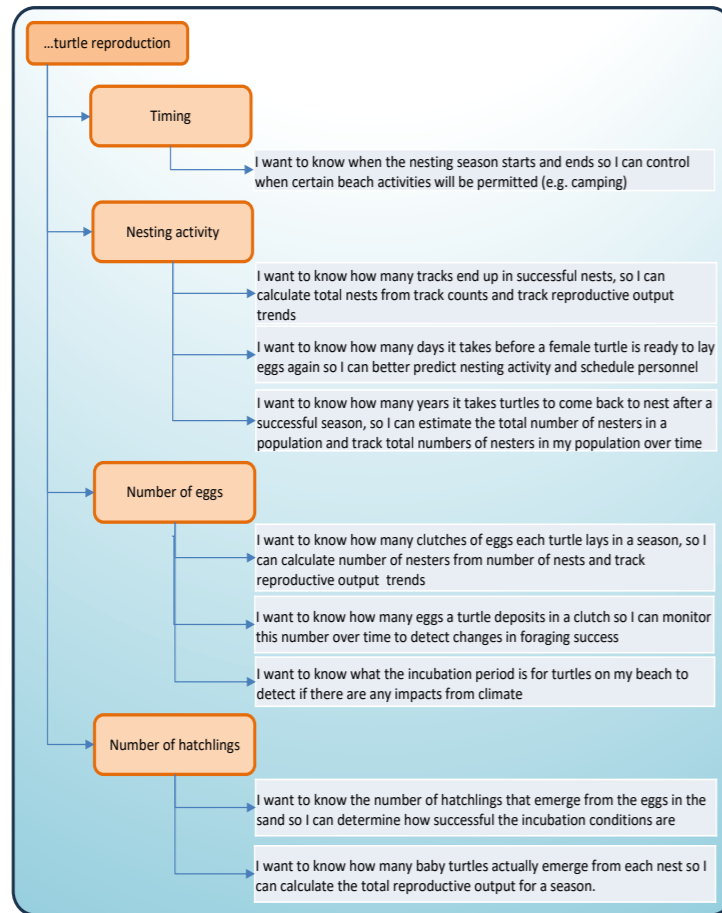 ...turtle reproduction
Timing
I want to know when the nesting season starts and ends so I can control
when certain beach activities will be permitted (e.g. camping)
Nesting activity
I want to know how many tracks end up in successful nests, so I can
calculate total nests from track counts and track reproductive output
trends
I want to know how many days it takes before a female turtle is ready to lay
eggs again so I can better predict nesting activity and schedule personnel
I want to know how many years it takes turtles to come back to nest after a
successful season, so I can estimate the total number of nesters in a
population and track total numbers of nesters in my population over time
Number of eggs
I want to know how many clutches of eggs each turtle lays in a season, so I
can calculate number of nesters from number of nests and track
reproductive output trends
I want to know how many eggs a turtle deposits in a clutch so I can monitor
this number over time to detect changes in foraging success
I want to know what the incubation period is for turtles on my beach to
detect if there are any impacts from climate
Number of hatchlings
I want to know the number of hatchlings that emerge from the eggs in the
sand so I can determine how successful the incubation conditions are
I want to know how many baby turtles actually emerge from each nest so I
can calculate the total reproductive output for a season.